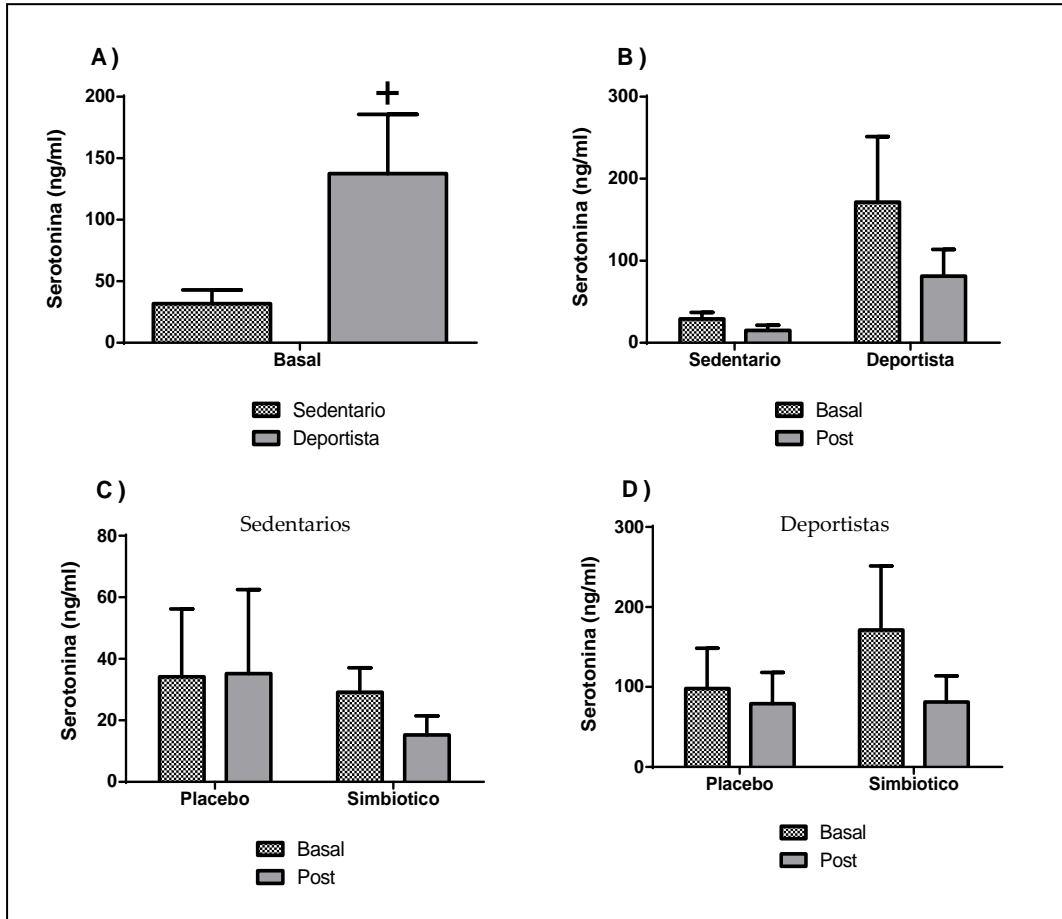 A )
Serotonina (ng/ml)
200
150
100
50
0
+
Basal
Sedentario
Deportista
B )
Serotonina (ng/ml)
300
200
100
0
Sedentario
Deportista
Basal
Post
C )
Sedentarios
Serotonina (ng/ml)
80
60
40
20
0
Placebo
Simbiotico
Basal
Post
D )
Deportistas
Serotonina (ng/ml)
300
200
100
0
Placebo
Simbiotico
Basal
Post